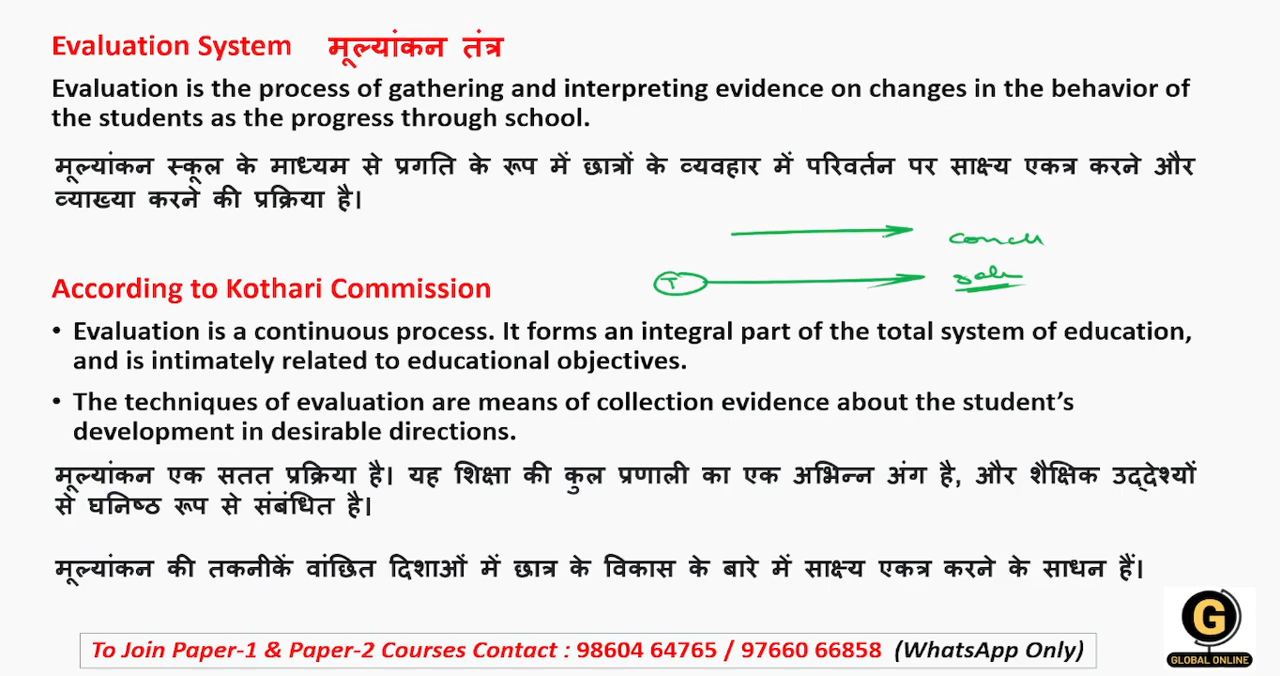 Evaluation System मूल्यांकन तंत्र
Evaluation is the process of gathering and interpreting evidence on changes in the behavior of
the students as the progress through school.
मूल्यांकन स्कूल के माध्यम से प्रगति के रूप में छात्रों के व्यवहार में परिवर्तन पर साक्ष्य एकत्र करने और
व्याख्या करने की प्रक्रिया है।
T
According to Kothari Commission
• Evaluation is a continuous process. It forms an integral part of the total system of education,
and is intimately related to educational objectives.
• The techniques of evaluation are means of collection evidence about the student’s
development in desirable directions.
मूल्यांकन एक सतत प्रक्रिया है। यह शिक्षा की कुल प्रणाली का एक अभिन्न अंग है, और शैक्षिक उद्देश्यों
से घनिष्ठ रूप से संबंधित है।
मूल्यांकन की तकनीकें वांछित दिशाओं में छात्र के विकास के बारे में साक्ष्य एकत्र करने के साधन हैं।
To Join Paper-1 & Paper-2 Courses Contact : 98604 64765 / 97660 66858 (WhatsApp Only)
G
GLOBAL ONLINE